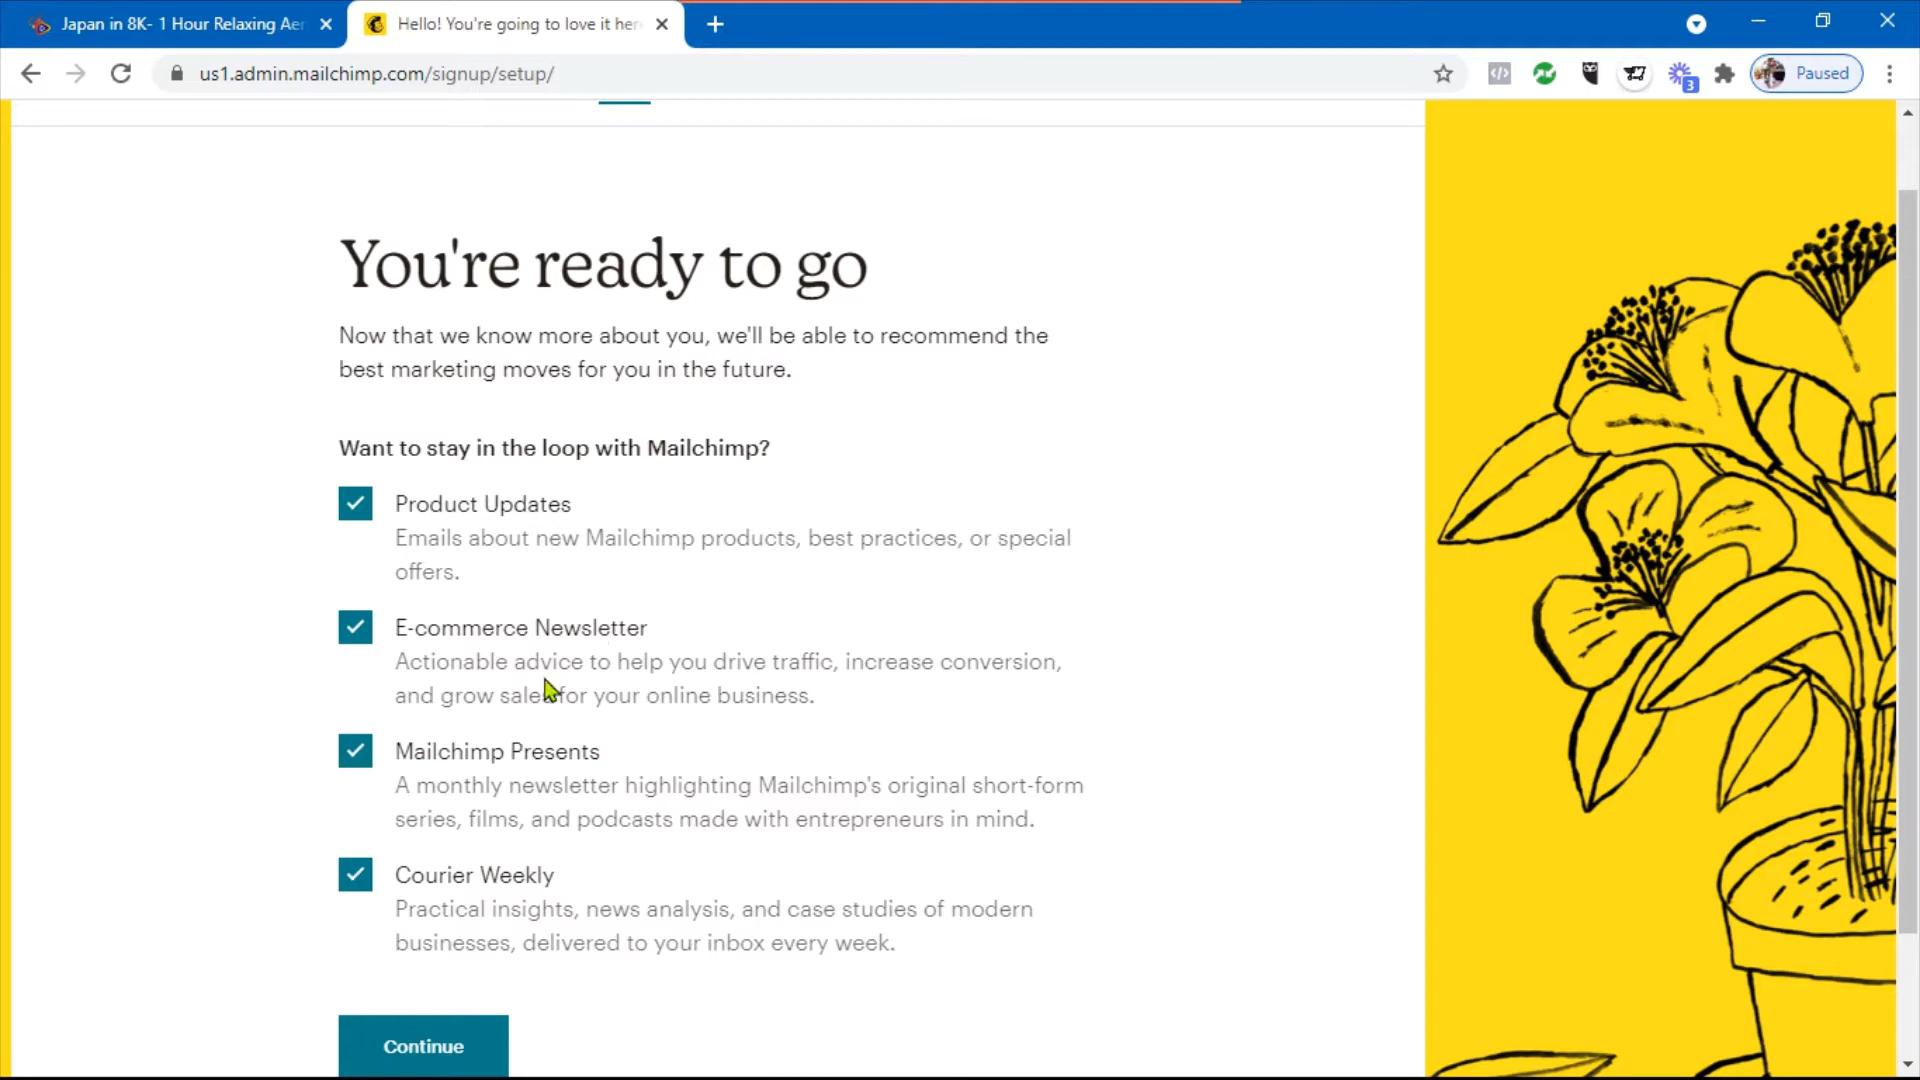 Japan in 8K- 1 Hour Relaxing Aer
Hello! You're going to love it her
us1.admin.mailchimp.com/signup/setup/
3
Paused
You're ready to go
Now that we know more about you, we'll be able to recommend the
best marketing moves for you in the future.
Want to stay in the loop with Mailchimp?
Product Updates
Emails about new Mailchimp products, best practices, or special
offers.
E-commerce Newsletter
Actionable advice to help you drive traffic, increase conversion,
and grow sales for your online business.
Mailchimp Presents
A monthly newsletter highlighting Mailchimp's original short-form
series, films, and podcasts made with entrepreneurs in mind.
Courier Weekly
Practical insights, news analysis, and case studies of modern
businesses, delivered to your inbox every week.
Continue